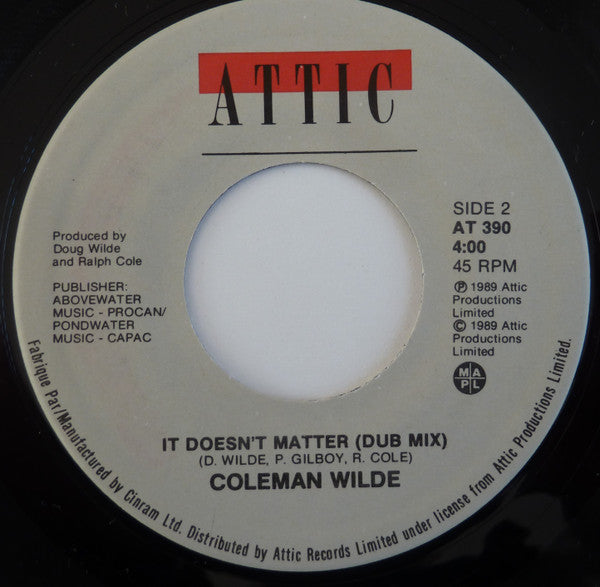 ATTIC
Produced by
Doug Wilde
and Ralph Cole
PUBLISHER:
ABOVEWATER
MUSIC - PROCAN/
PONDWATER
MUSIC - CAPAC
SIDE 2
AT 390
4:00
45 RPM
Ⓟ 1989 Attic
Productions
Limited
© 1989 Attic
Productions
Limited
M A
P L
IT DOESN'T MATTER (DUB MIX)
(D. WILDE, P. GILBOY, R. COLE)
COLEMAN WILDE
Fabrique Par/Manufactured by Cinram Ltd. Distributed by Attic Records Limited under license from Attic Productions Limited.